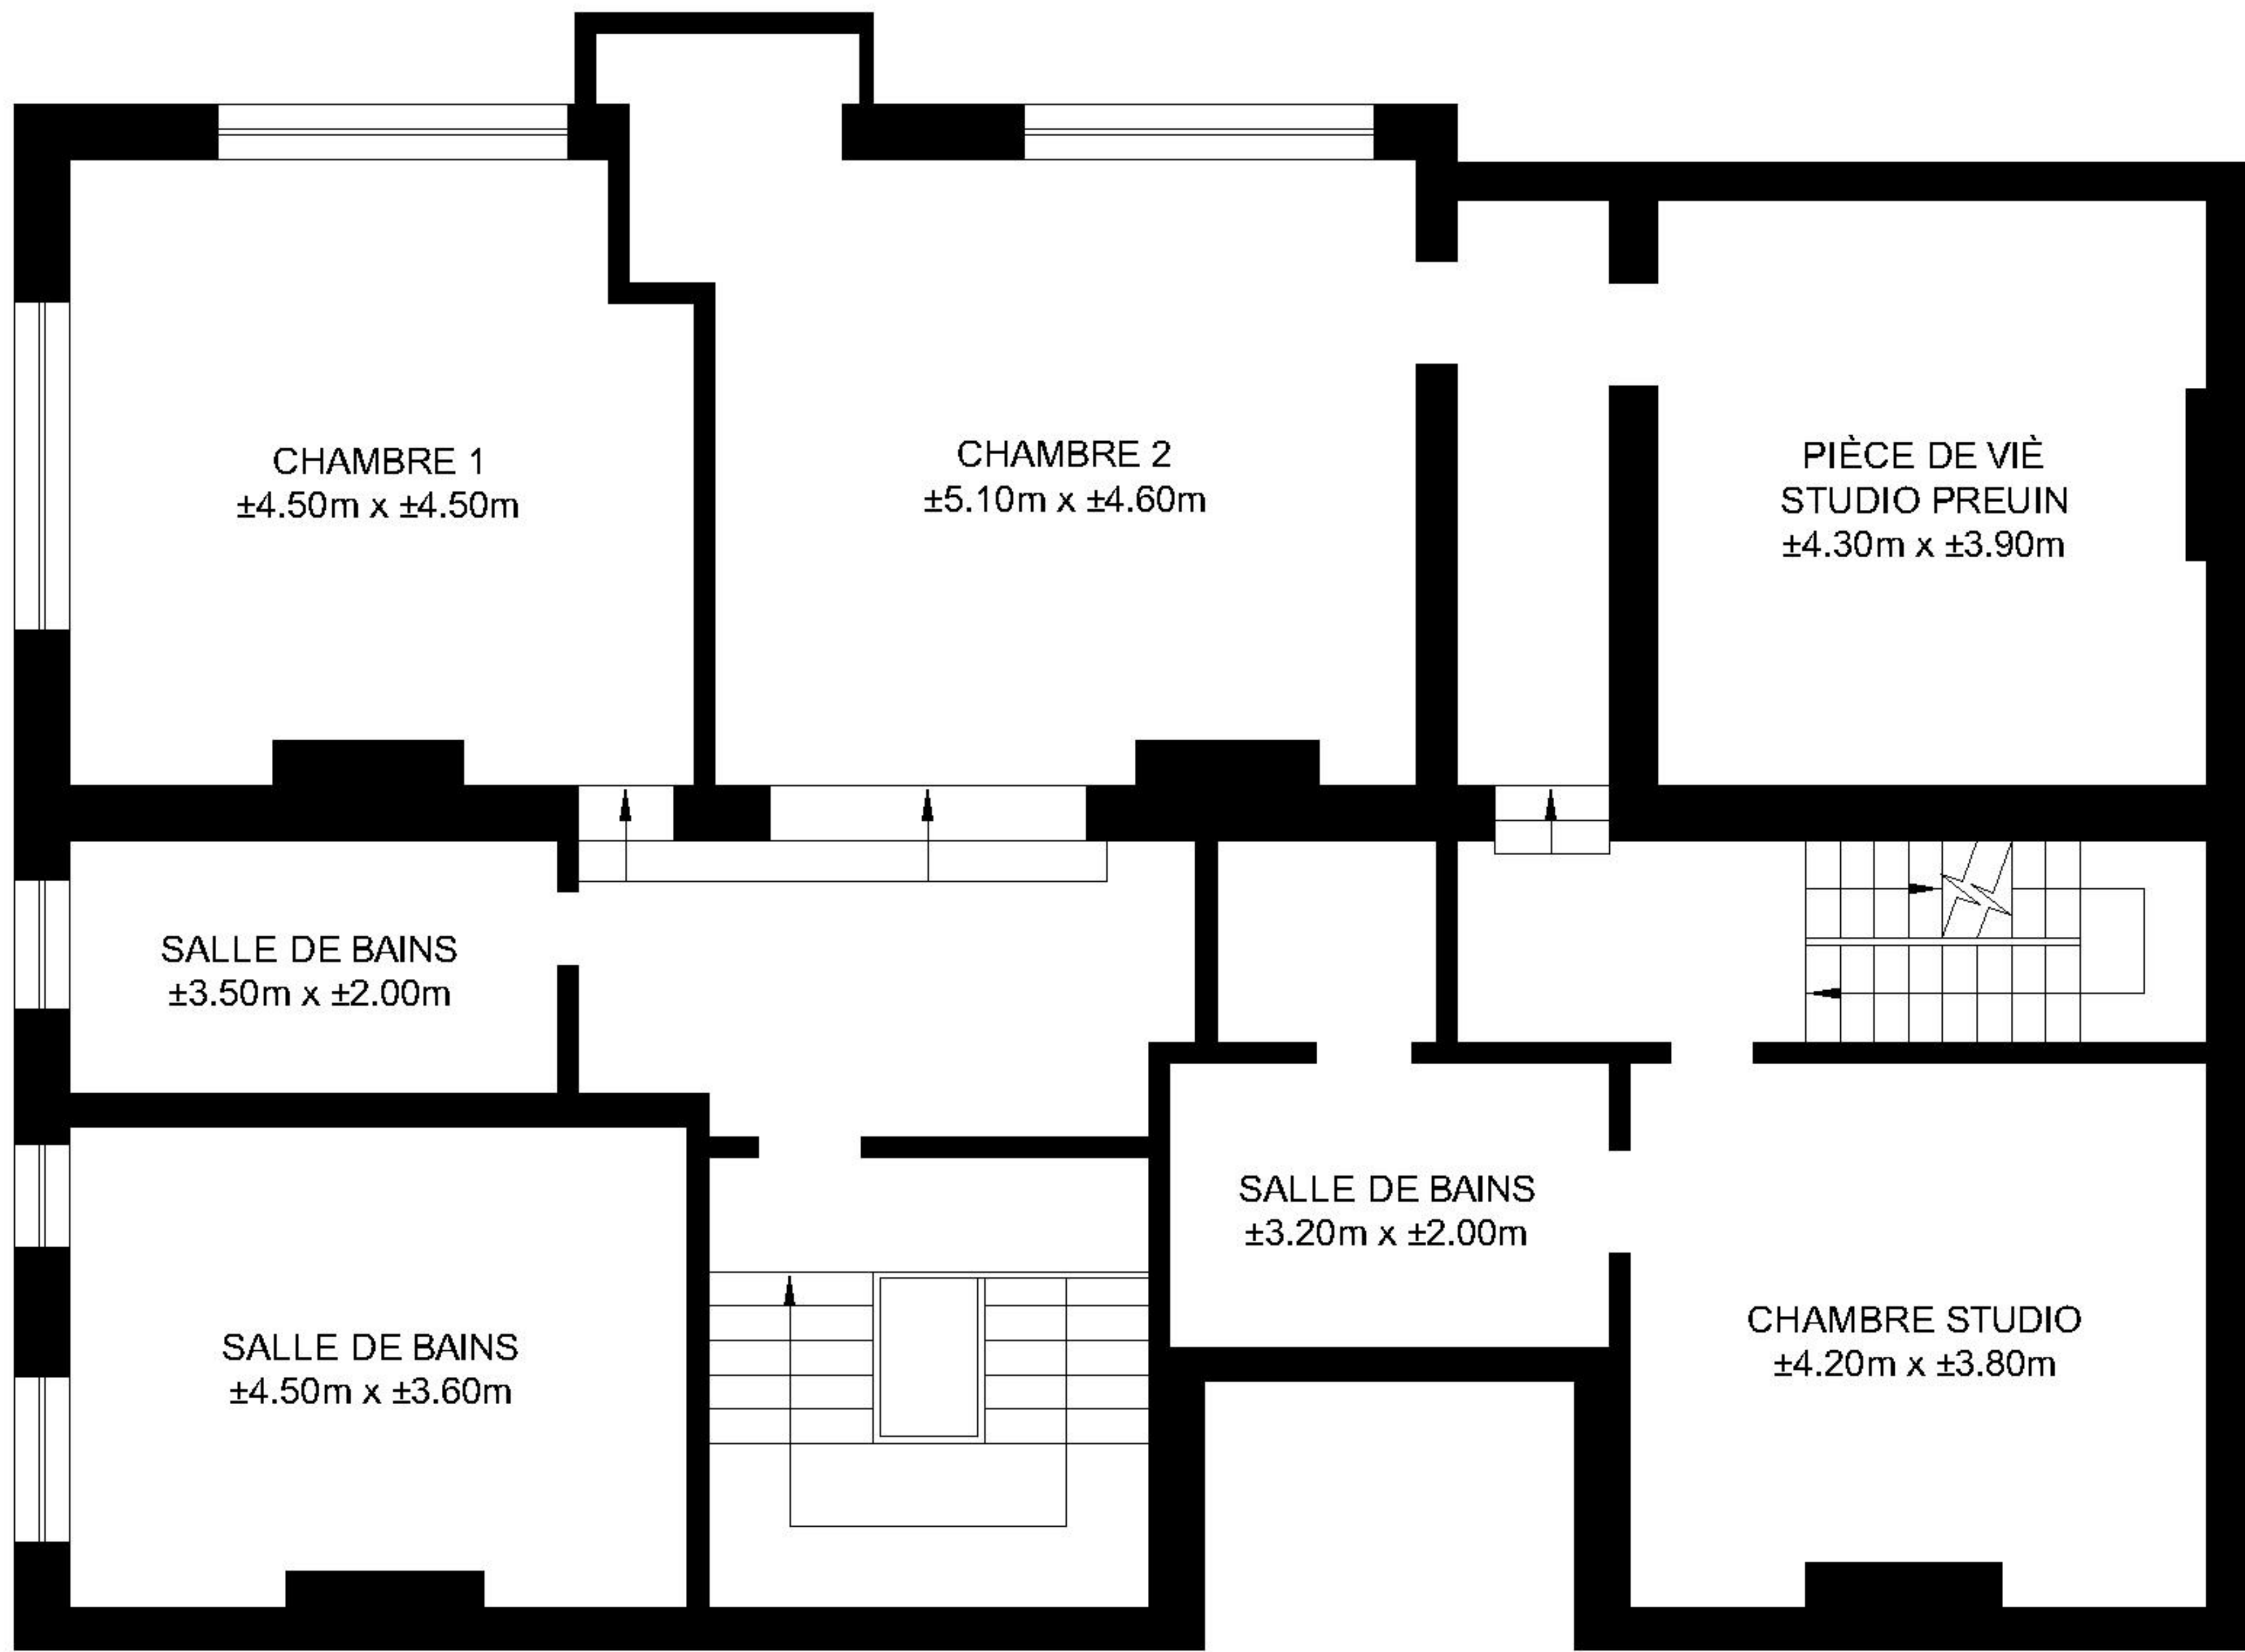 CHAMBRE 1
±4.50m x ±4.50m
CHAMBRE 2
±5.10m x ±4.60m
PIÈCE DE VIÈ
STUDIO PREUIN
±4.30m x ±3.90m
SALLE DE BAINS
±3.50m x ±2.00m
SALLE DE BAINS
±3.20m x ±2.00m
SALLE DE BAINS
±4.50m x ±3.60m
CHAMBRE STUDIO
±4.20m x ±3.80m